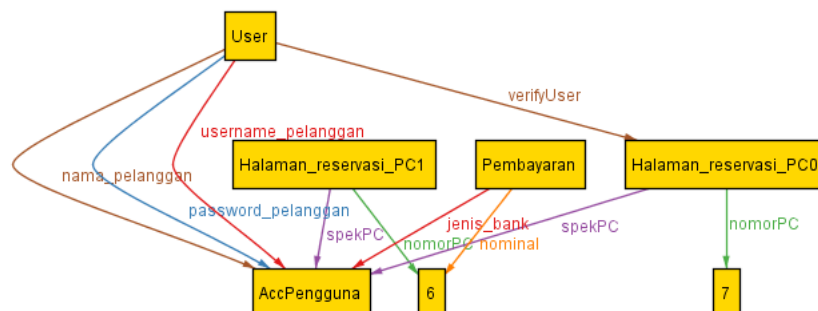 User
verifyUser
username_pelanggan
Halaman_reservasi_PC1
Pembayaran
Halaman_reservasi_PC0
nama_pelanggan
password_pelanggan
jenis_bank
spekPC
nomorPC
nominal
spekPC
nomorPC
AccPengguna
6
7